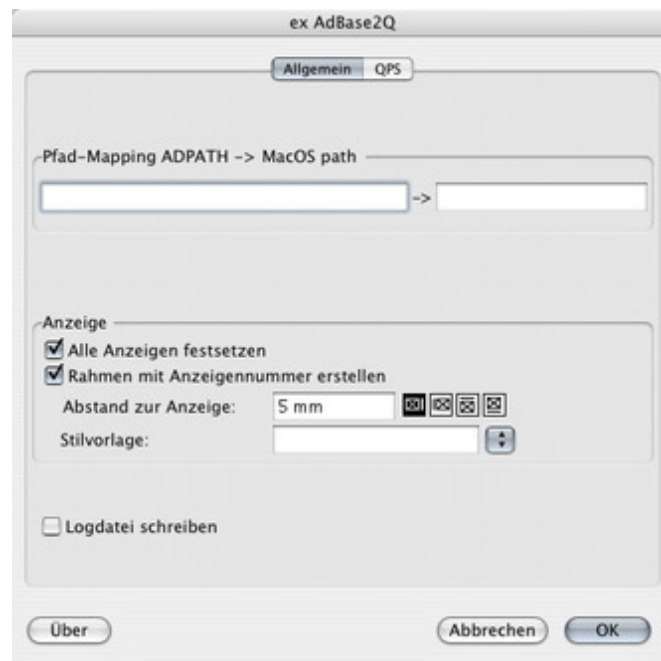 ex AdBase2Q
Allgemein QPS
Pfad-Mapping ADPATH -> MacOS path
->
Anzeige
Alle Anzeigen festsetzen
Rahmen mit Anzeigennummer erstellen
Abstand zur Anzeige: 5 mm
Stilvorlage:
Logdatei schreiben
Über Abbrechen OK